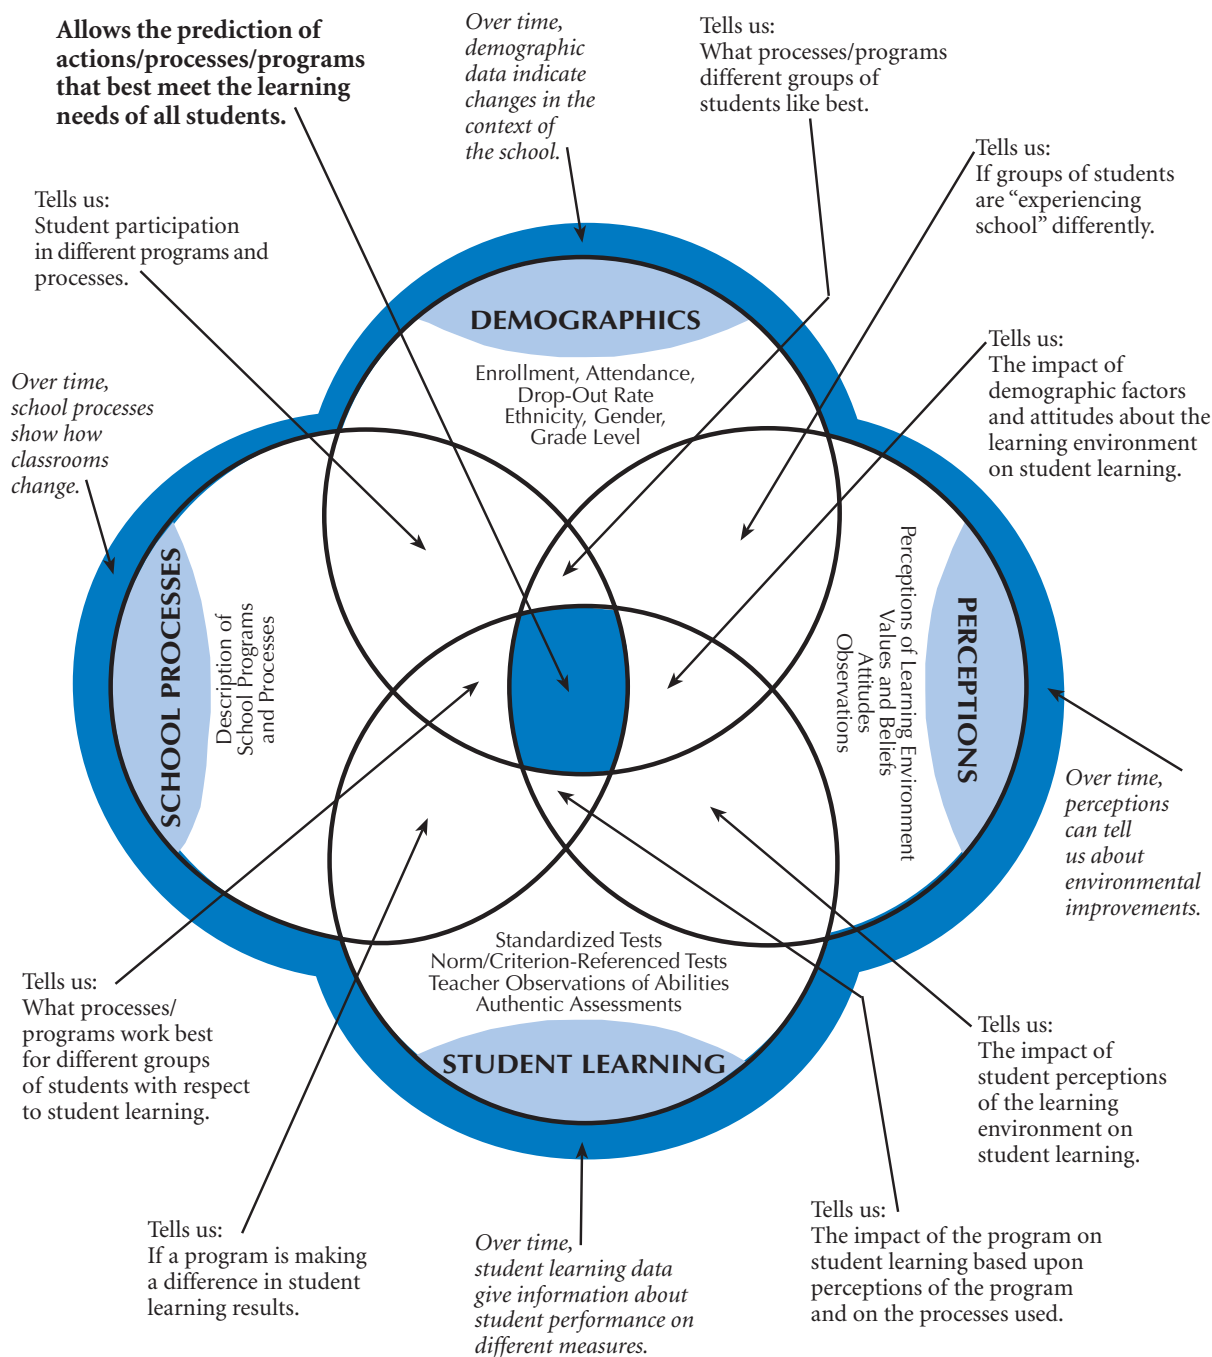 Allows the prediction of
actions/processes/programs
that best meet the learning
needs of all students.
Over time,
demographic
data indicate
changes in the
context of
the school.
Tells us:
What processes/programs
different groups of
students like best.
Tells us:
If groups of students
are “experiencing
school” differently.
Tells us:
Student participation
in different programs and
processes.
Tells us:
The impact of
demographic factors
and attitudes about the
learning environment
on student learning.
Over time,
school processes
show how
classrooms
change.
DEMOGRAPHICS
Enrollment, Attendance,
Drop-Out Rate
Ethnicity, Gender,
Grade Level
SCHOOL PROCESSES
Description of
School Programs
and Processes
PERCEPTIONS
Perceptions of Learning Environment
Values and Beliefs
Attitudes
Observations
Over time,
perceptions
can tell
us about
environmental
improvements.
Standardized Tests
Norm/Criterion-Referenced Tests
Teacher Observations of Abilities
Authentic Assessments
STUDENT LEARNING
Tells us:
What processes/
programs work best
for different groups
of students with respect
to student learning.
Tells us:
The impact of
student perceptions
of the learning
environment on
student learning.
Tells us:
If a program is making
a difference in student
learning results.
Over time,
student learning data
give information about
student performance on
different measures.
Tells us:
The impact of the program on
student learning based upon
perceptions of the program
and on the processes used.